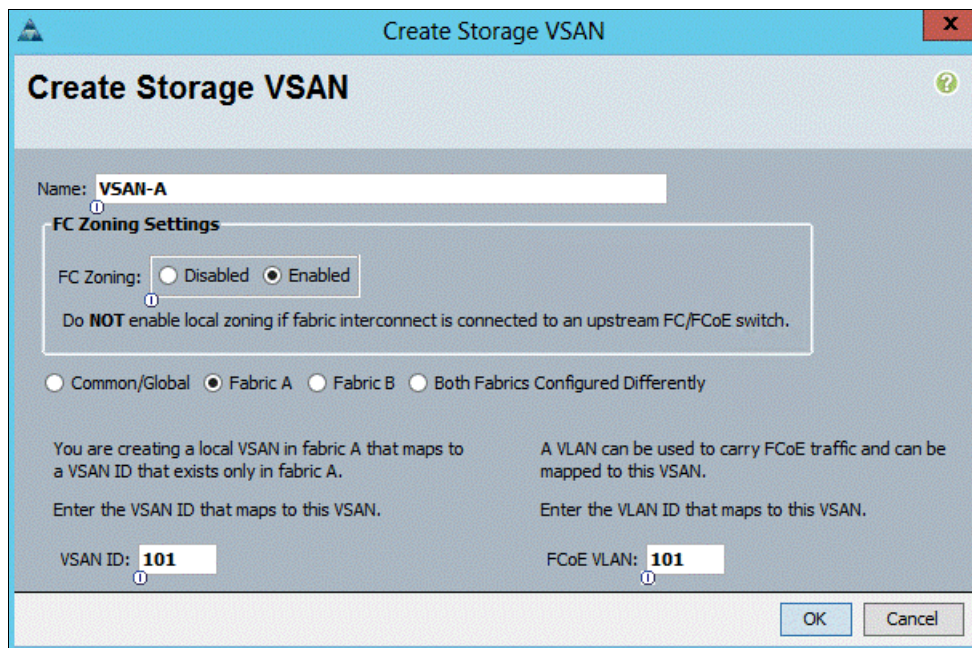 Create Storage VSAN
X
Create Storage VSAN
?
Name: VSAN-A
FC Zoning Settings
FC Zoning: Disabled Enabled
Do NOT enable local zoning if fabric interconnect is connected to an upstream FC/FCoE switch.
Common/Global Fabric A Fabric B Both Fabrics Configured Differently
You are creating a local VSAN in fabric A that maps to
a VSAN ID that exists only in fabric A.
Enter the VSAN ID that maps to this VSAN.
VSAN ID: 101
A VLAN can be used to carry FCoE traffic and can be
mapped to this VSAN.
Enter the VLAN ID that maps to this VSAN.
FCoE VLAN: 101
OK Cancel